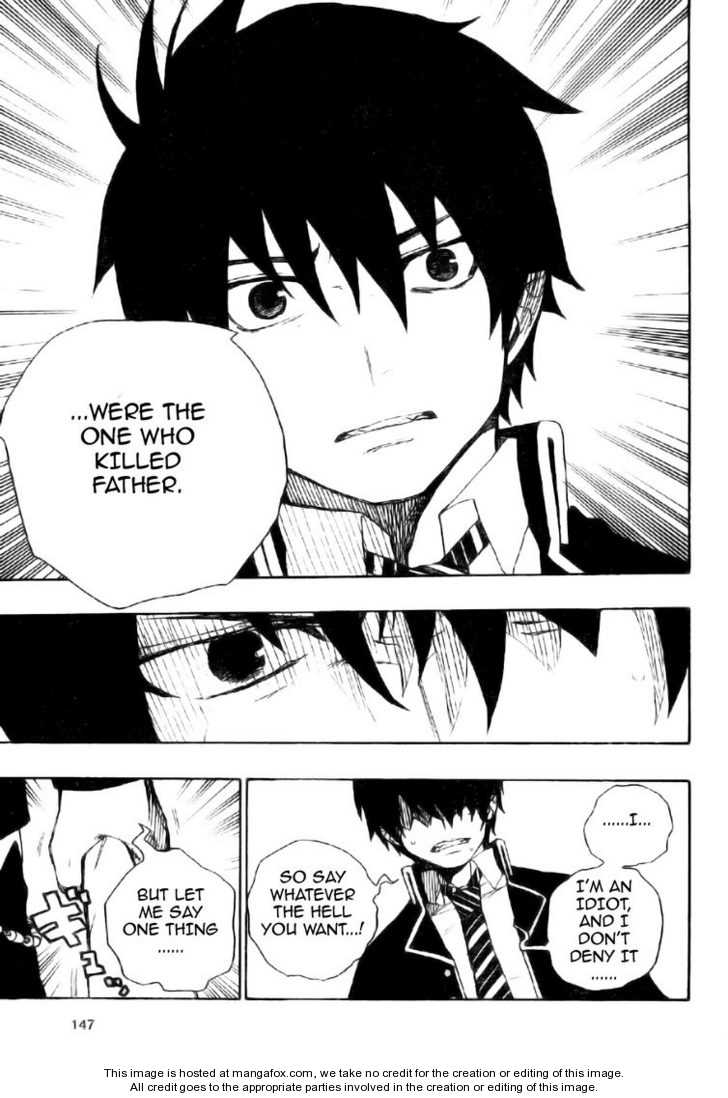 ...WERE THE
ONE WHO
KILLED
FATHER.
......I...
I'M AN
IDIOT,
AND I
DON'T
DENY IT
......
SO SAY
WHATEVER
THE HELL
YOU WANT...!
BUT LET
ME SAY
ONE THING
......
ギュッ
147
This image is hosted at mangafox.com, we take no credit for the creation or editing of this image.
All credit goes to the appropriate parties involved in the creation or editing of this image.